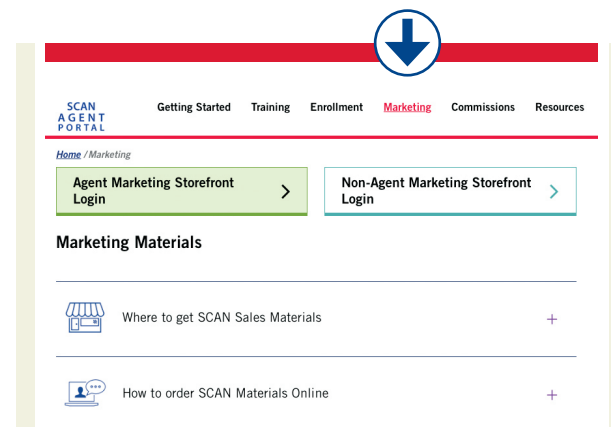 SCAN
AGENT
PORTAL
Getting Started Training Enrollment Marketing Commissions Resources
Home / Marketing
Agent Marketing Storefront
Login
Non-Agent Marketing Storefront
Login
Marketing Materials
Where to get SCAN Sales Materials
How to order SCAN Materials Online